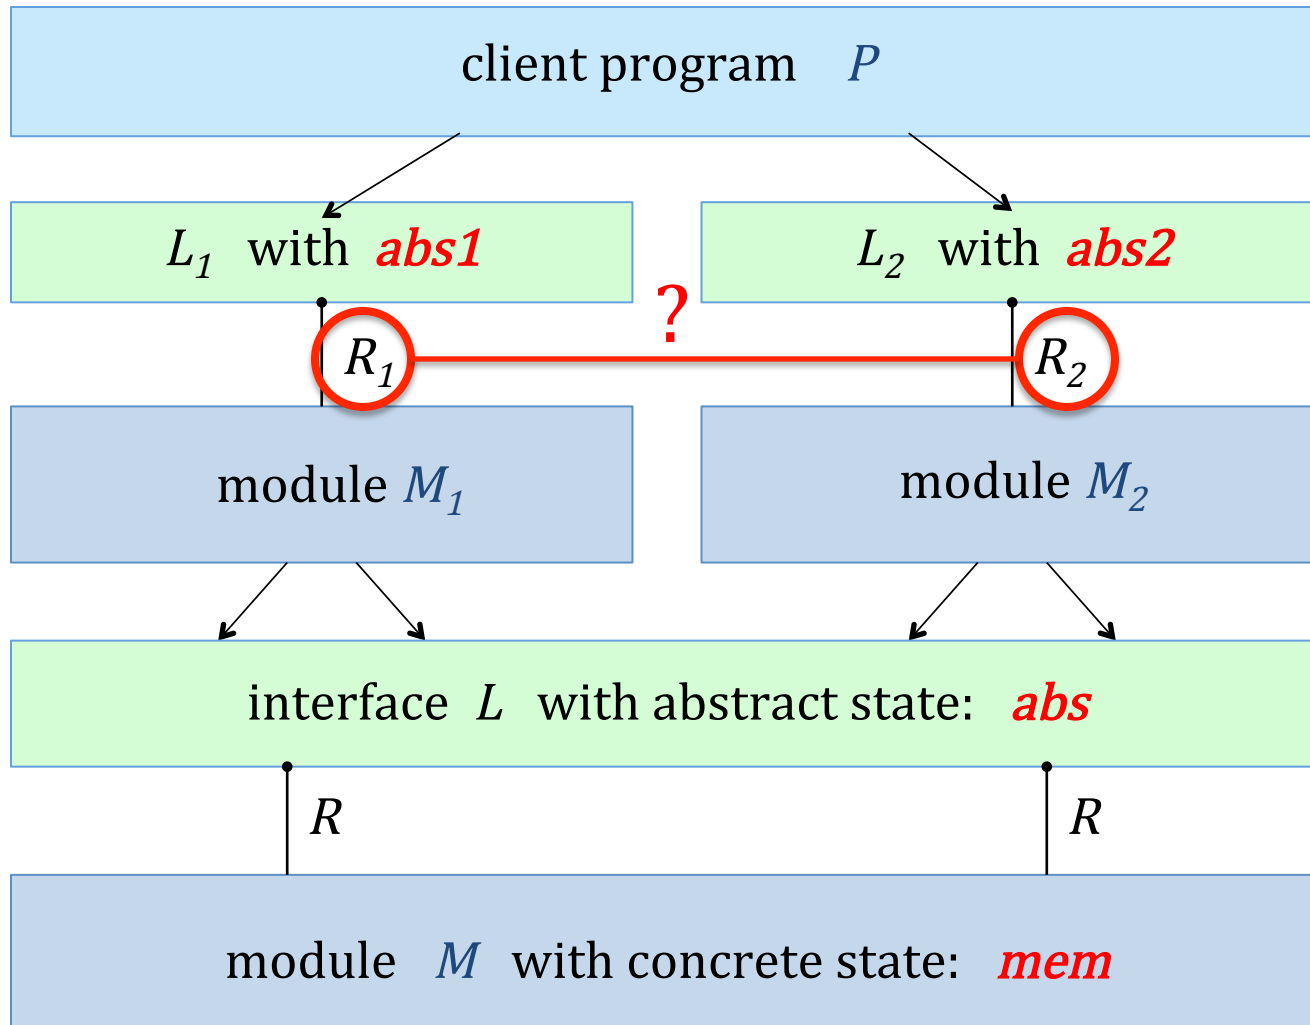 client program P
L₁ with abs1
L₂ with abs2
?
R₁
R₂
module M₁
module M₂
interface L with abstract state: abs
R
R
module M with concrete state: mem